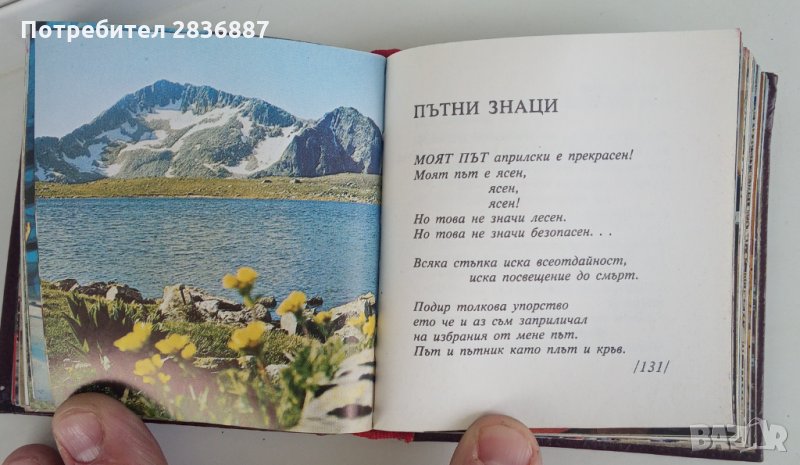 Потребител 2836887
ПЪТНИ ЗНАЦИ
МОЯТ ПЪТ априлски е прекрасен!
Моят път е ясен,
ясен,
ясен!
Но това не значи лесен.
Но това не значи безопасен. . .
Всяка стъпка иска всеотдайност,
иска посвещение до смърт.
Подир толкова упорство
ето че и аз съм заприличал
на избрания от мене път.
Път и пътник като плът и кръв.
/131/
BAZAR